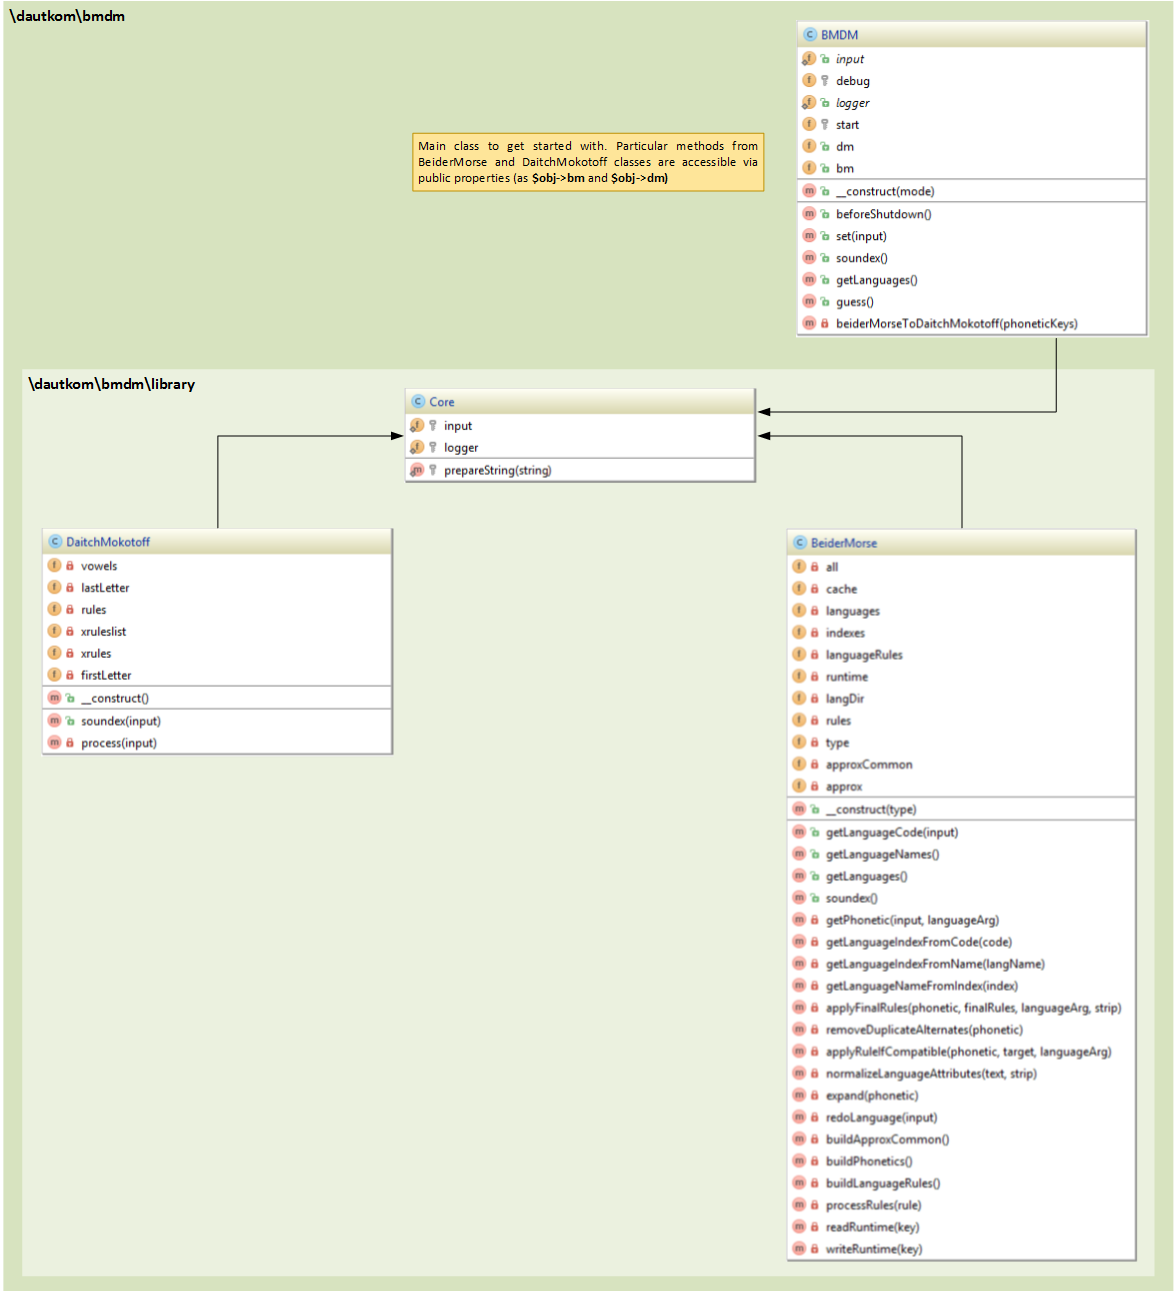 \dautkom\bmdm
BMDM
input
debug
logger
start
dm
bm
__construct(mode)
beforeShutdown()
set(input)
soundex()
getLanguages()
guess()
beiderMorseToDaitchMokotoff(phoneticKeys)
Main class to get started with. Particular methods from
BeiderMorse and DaitchMokotoff classes are accessible via
public properties (as $obj->bm and $obj->dm)
\dautkom\bmdm\library
Core
input
logger
prepareString(string)
DaitchMokotoff
vowels
lastLetter
rules
xruleslist
xrules
firstLetter
__construct()
soundex(input)
process(input)
BeiderMorse
all
cache
languages
indexes
languageRules
runtime
langDir
rules
type
approxCommon
approx
__construct(type)
getLanguageCode(input)
getLanguageNames()
getLanguages()
soundex()
getPhonetic(input, languageArg)
getLanguageIndexFromCode(code)
getLanguageIndexFromName(langName)
getLanguageNameFromIndex(index)
applyFinalRules(phonetic, finalRules, languageArg, strip)
removeDuplicateAlternates(phonetic)
applyRuleIfCompatible(phonetic, target, languageArg)
normalizeLanguageAttributes(text, strip)
expand(phonetic)
redoLanguage(input)
buildApproxCommon()
buildPhonetics()
buildLanguageRules()
processRules(rule)
readRuntime(key)
writeRuntime(key)